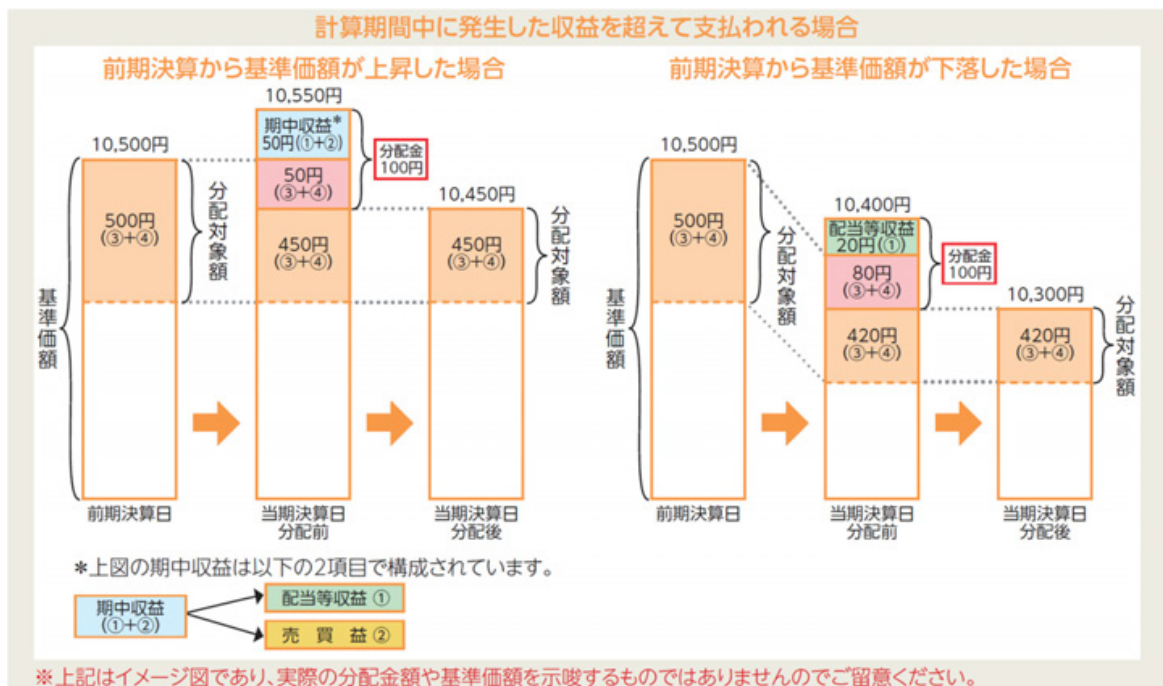 計算期間中に発生した収益を超えて支払われる場合
前期決算から基準価額が上昇した場合
10,550円
期中収益*
50円(①+②)
分配金
100円
10,500円
50円
(③+④)
10,450円
500円
(③+④)
分配対象額
450円
(③+④)
450円
(③+④)
分配対象額
基準価額
前期決算日
当期決算日
分配前
当期決算日
分配後
前期決算から基準価額が下落した場合
10,500円
10,400円
500円
(③+④)
分配対象額
配当等収益
20円(①)
分配金
100円
80円
(③+④)
10,300円
420円
(③+④)
420円
(③+④)
分配対象額
基準価額
前期決算日
当期決算日
分配前
当期決算日
分配後
*上図の期中収益は以下の2項目で構成されています。
期中収益
(①+②)
配当等収益 ①
売 買 益 ②
※上記はイメージ図であり、実際の分配金額や基準価額を示唆するものではありませんのでご留意ください。